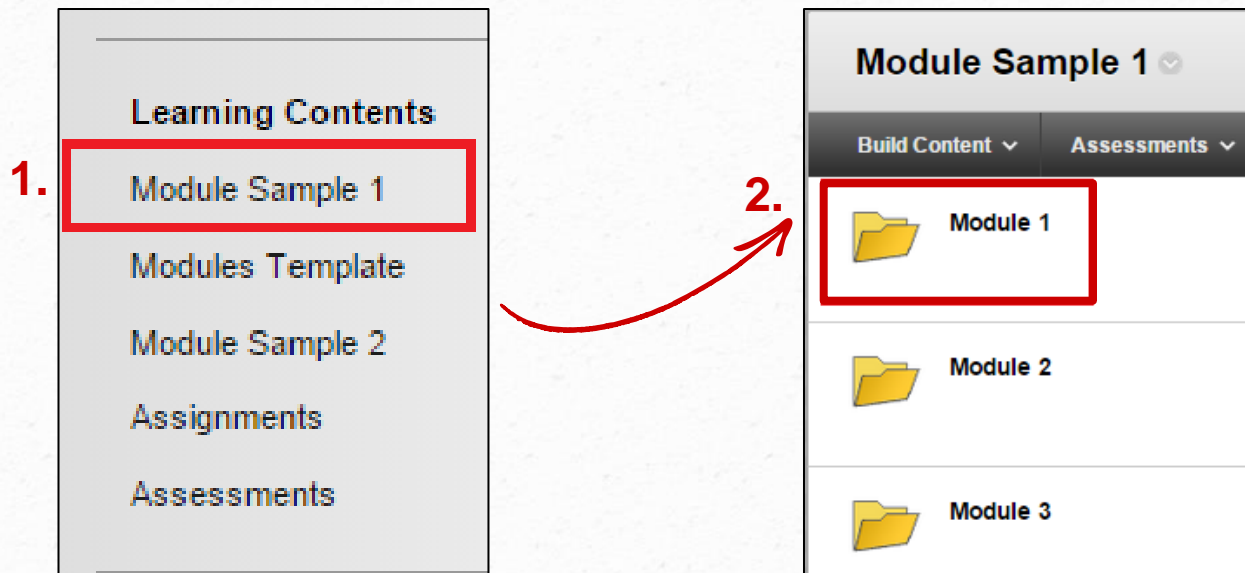 1.
Learning Contents
Module Sample 1
Modules Template
Module Sample 2
Assignments
Assessments
2.
Module Sample 1
Build Content Assessments
Module 1
Module 2
Module 3